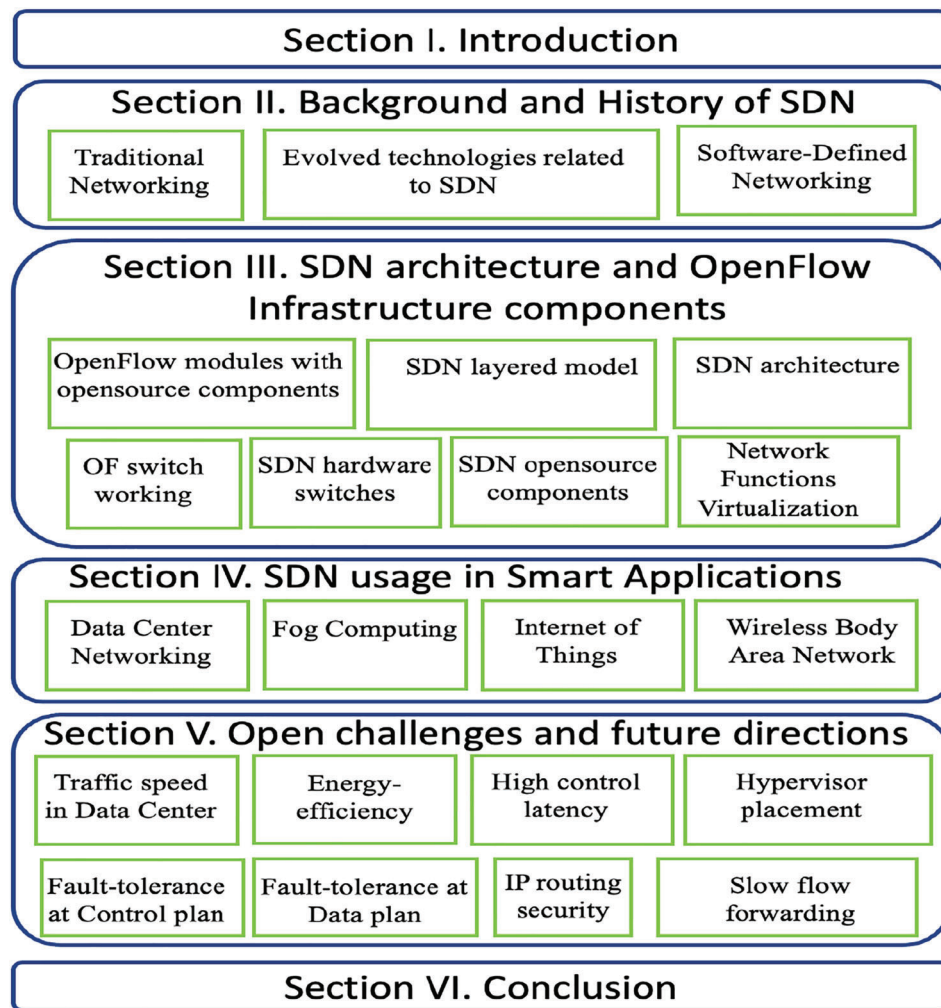 Section I. Introduction
Section II. Background and History of SDN
Traditional
Networking
Evolved technologies related
to SDN
Software-Defined
Networking
Section III. SDN architecture and OpenFlow
Infrastructure components
OpenFlow modules with
opensource components
SDN layered model
SDN architecture
OF switch
working
SDN hardware
switches
SDN opensource
components
Network
Functions
Virtualization
Section IV. SDN usage in Smart Applications
Data Center
Networking
Fog Computing
Internet of
Things
Wireless Body
Area Network
Section V. Open challenges and future directions
Traffic speed
in Data Center
Energy-
efficiency
High control
latency
Hypervisor
placement
Fault-tolerance
at Control plan
Fault-tolerance at
Data plan
IP routing
security
Slow flow
forwarding
Section VI. Conclusion